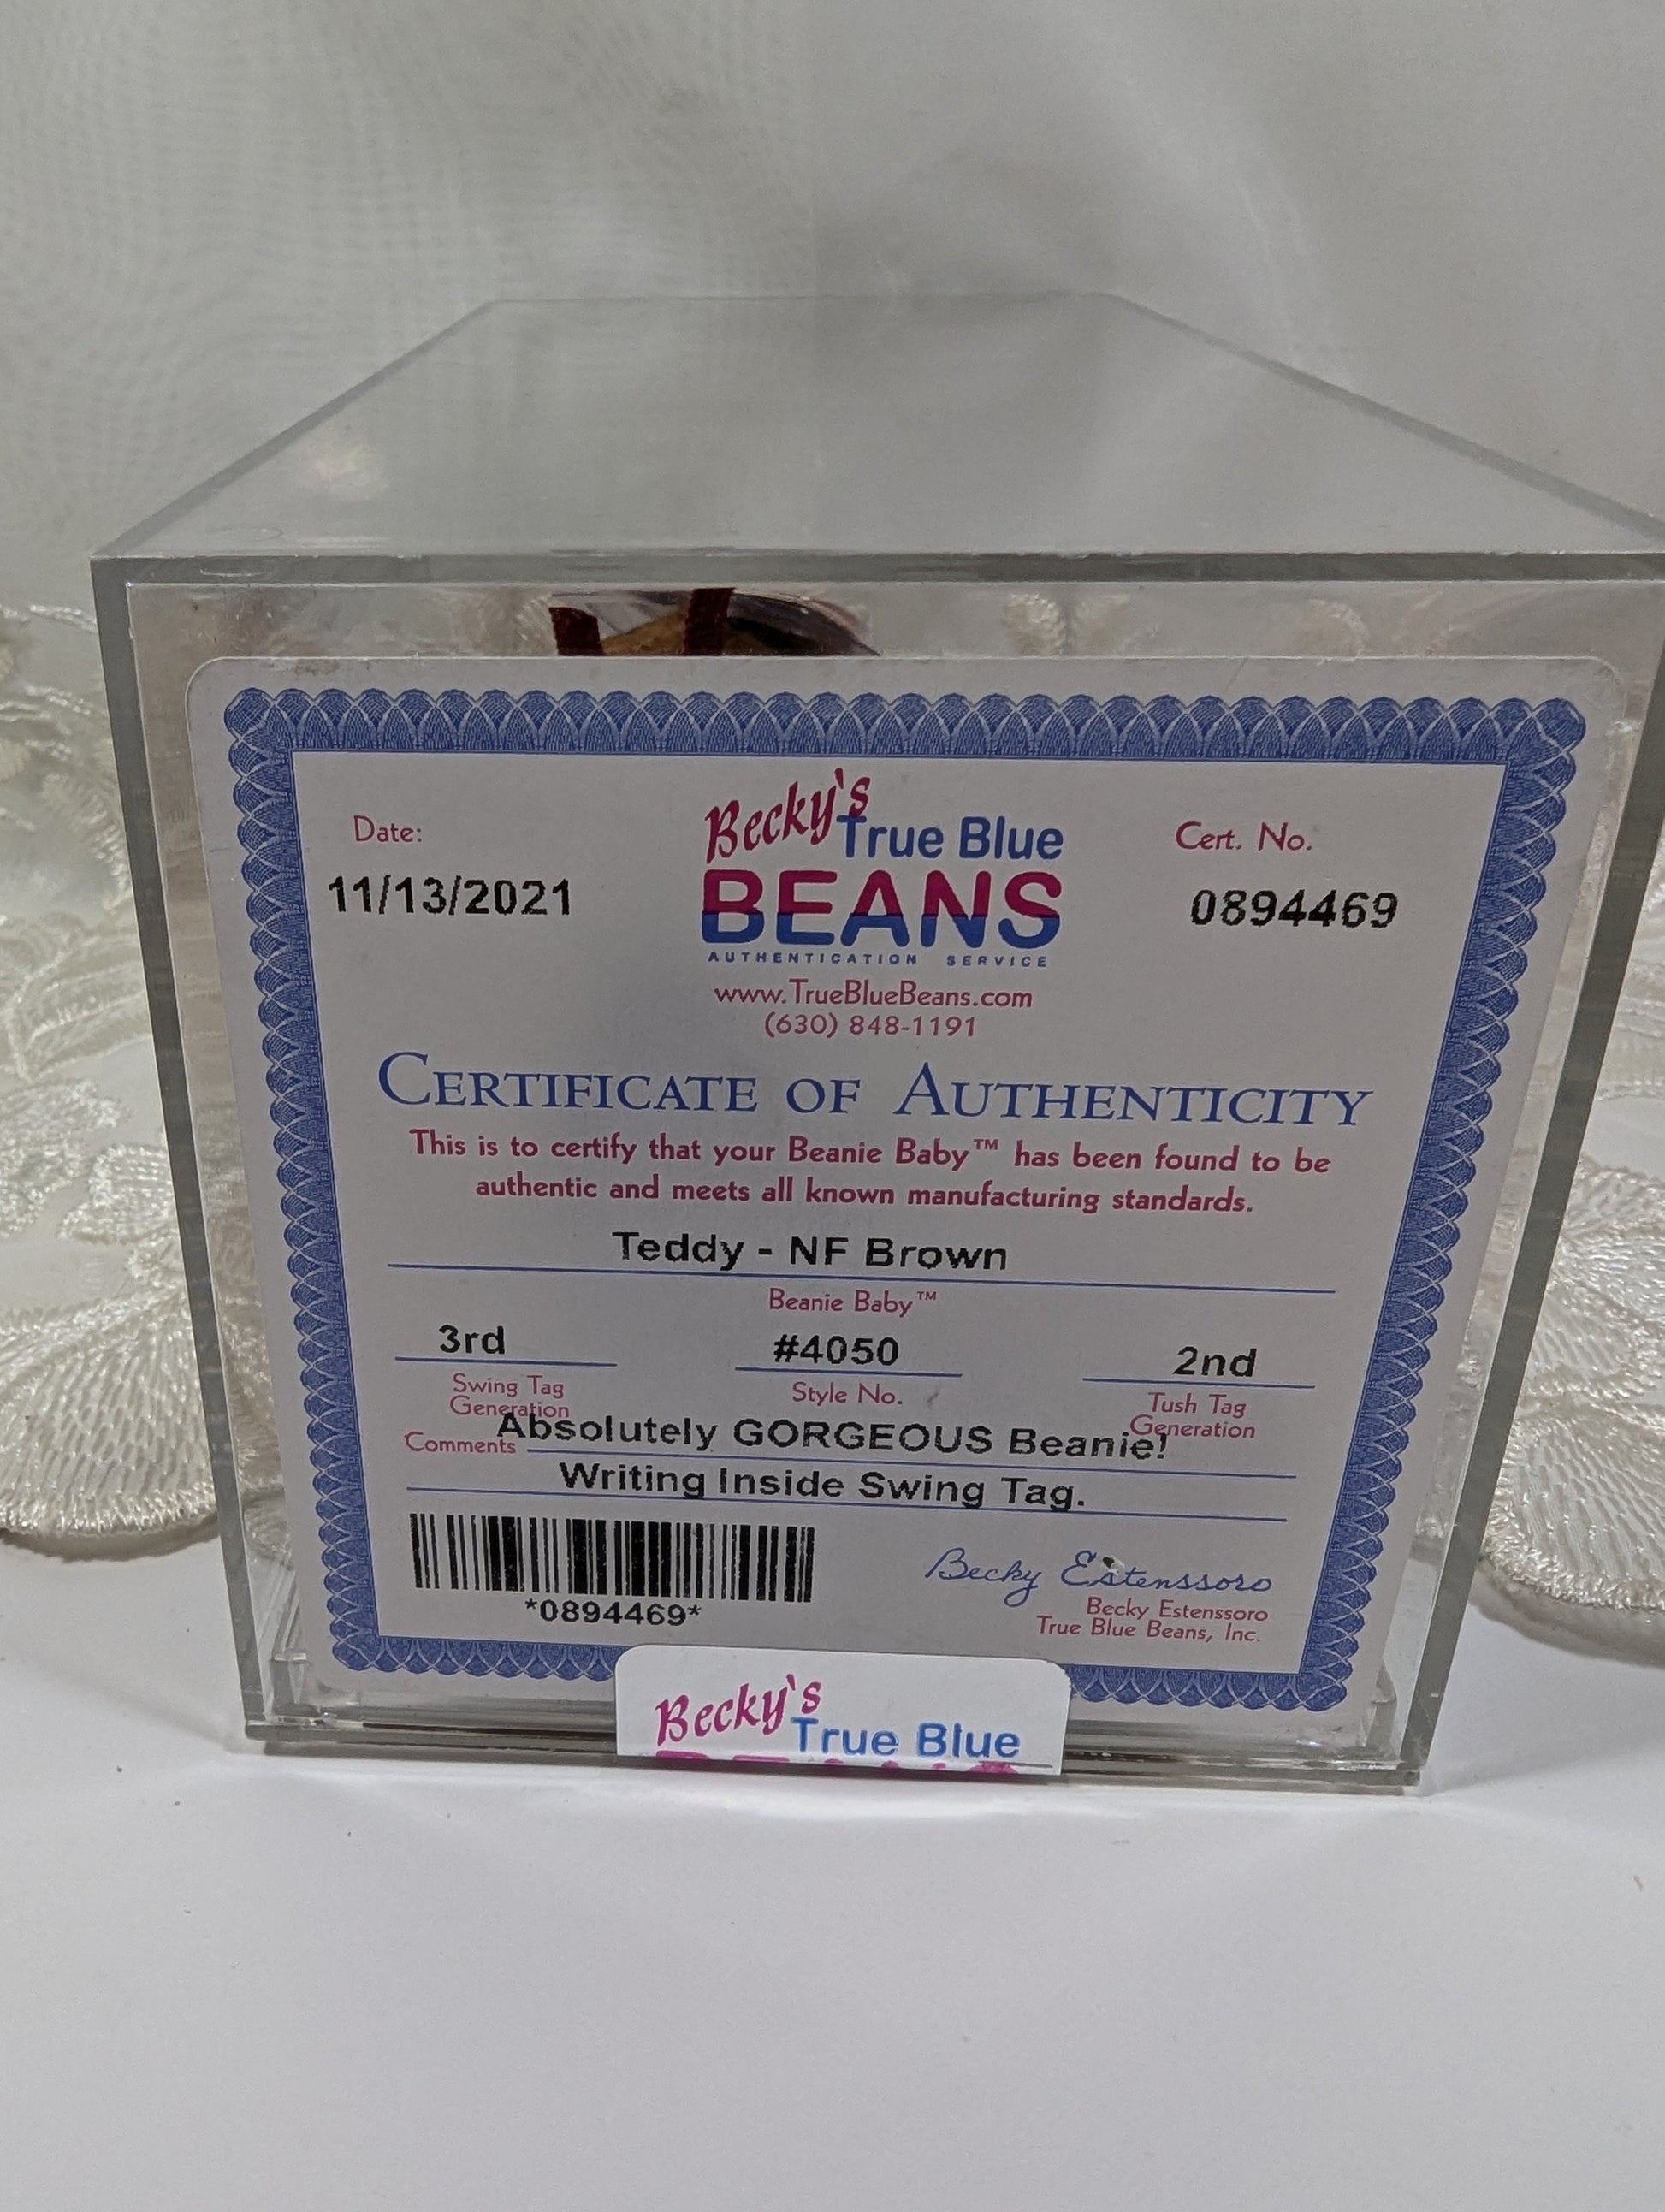 Date:
11/13/2021
Becky's
True Blue
BEANS
AUTHENTICATION SERVICE
www.TrueBlueBeans.com
(630) 848-1191
Cert. No.
0894469
CERTIFICATE OF AUTHENTICITY
This is to certify that your Beanie Baby™ has been found to be
authentic and meets all known manufacturing standards.
Teddy - NF Brown
Beanie Baby™
3rd
Swing Tag
Generation
#4050
Style No.
2nd
Tush Tag
Generation
Comments Absolutely GORGEOUS Beanie!
Writing Inside Swing Tag.
*0894469*
Becky Estenssoro
Becky Estenssoro
True Blue Beans, Inc.
Becky's
True Blue